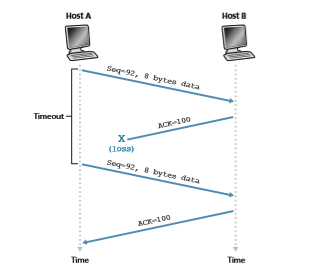 Host A
Host B
Seq=92, 8 bytes data
Timeout
ACK=100
X
(loss)
Seq=92, 8 bytes data
ACK=100
Time
Time